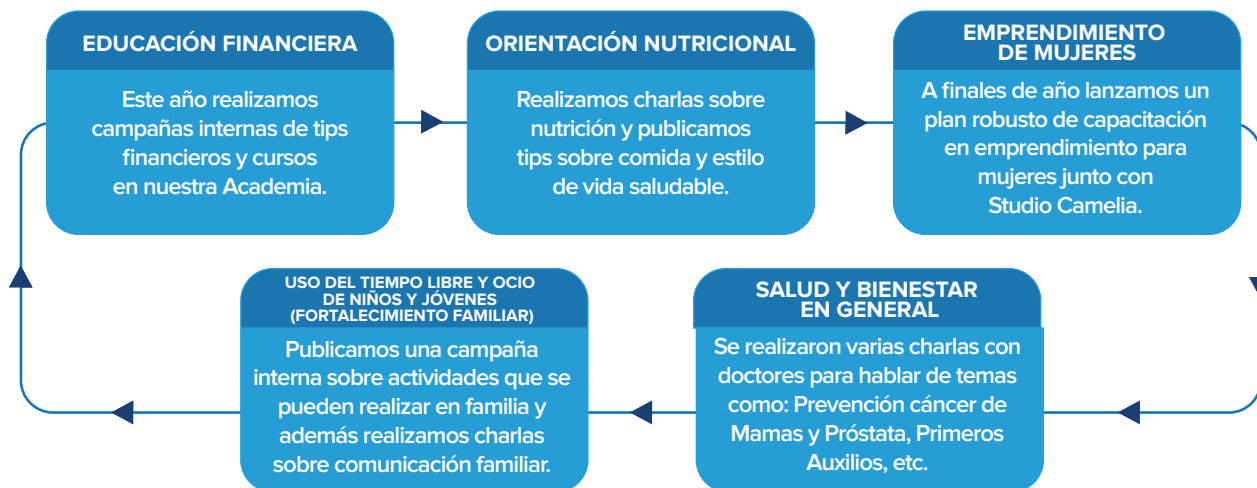 EDUCACIÓN FINANCIERA
Este año realizamos
campañas internas de tips
financieros y cursos
en nuestra Academia.
ORIENTACIÓN NUTRICIONAL
Realizamos charlas sobre
nutrición y publicamos
tips sobre comida y estilo
de vida saludable.
EMPRENDIMIENTO
DE MUJERES
A finales de año lanzamos un
plan robusto de capacitación
en emprendimiento para
mujeres junto con
Studio Camelia.
SALUD Y BIENESTAR
EN GENERAL
Se realizaron varias charlas con
doctores para hablar de temas
como: Prevención cáncer de
Mamas y Próstata, Primeros
Auxilios, etc.
USO DEL TIEMPO LIBRE Y OCIO
DE NIÑOS Y JÓVENES
(FORTALECIMIENTO FAMILIAR)
Publicamos una campaña
interna sobre actividades que se
pueden realizar en familia y
además realizamos charlas
sobre comunicación familiar.